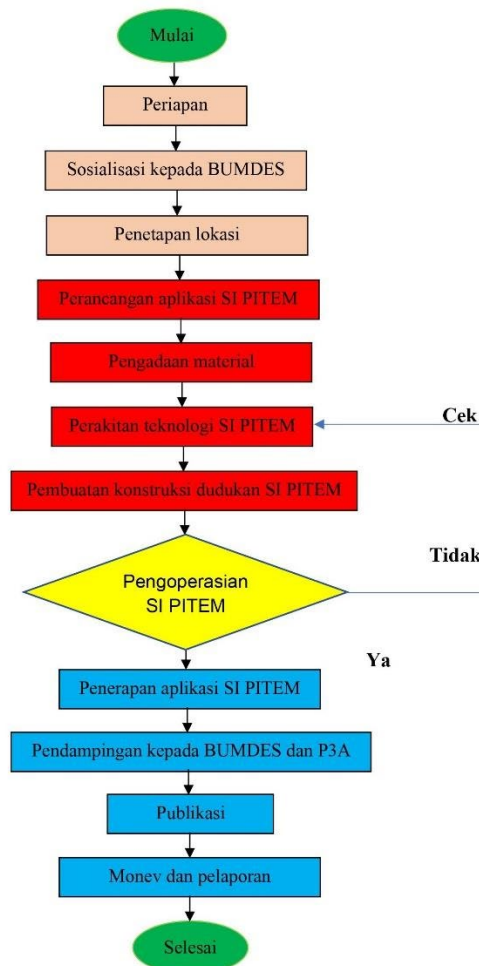 Mulai
Periapan
Sosialisasi kepada BUMDES
Penetapan lokasi
Perancangan aplikasi SI PITEM
Pengadaan material
Perakitan teknologi SI PITEM
Cek
Pembuatan konstruksi dudukan SI PITEM
Pengoperasian
SI PITEM
Tidak
Ya
Penerapan aplikasi SI PITEM
Pendampingan kepada BUMDES dan P3A
Publikasi
Monev dan pelaporan
Selesai